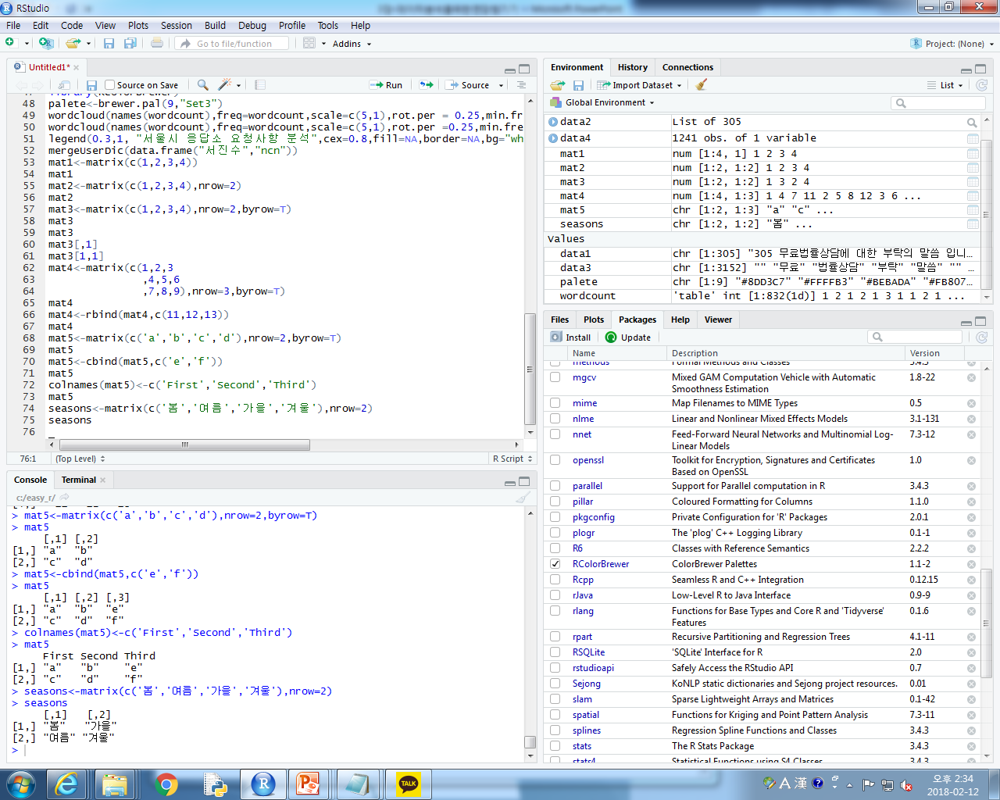 RStudio
File Edit Code View Plots Session Build Debug Profile Tools Help
Go to file/function Addins Project: (None)
Untitled1*
Source on Save Run Source
48 palete<-brewer.pal(9,"Set3")
49 wordcloud(names(wordcount),freq=wordcount,scale=c(5,1),rot.per = 0.25,min.fre
50 wordcloud(names(wordcount),freq=wordcount,scale=c(5,1),rot.per =0.25,min.freq
51 legend(0.3,1, "서울시 응답소 요청사항 분석",cex=0.8,fill=NA,border=NA,bg="wh
52 mergeUserDic(data.frame("서진수","ncn"))
53 mat1<-matrix(c(1,2,3,4))
54 mat1
55 mat2<-matrix(c(1,2,3,4),nrow=2)
56 mat2
57 mat3<-matrix(c(1,2,3,4),nrow=2,byrow=T)
58 mat3
59 mat3
60 mat3[,1]
61 mat3[1,1]
62 mat4<-matrix(c(1,2,3
63 ,4,5,6
64 ,7,8,9),nrow=3,byrow=T)
65 mat4
66 mat4<-rbind(mat4,c(11,12,13))
67 mat4
68 mat5<-matrix(c('a','b','c','d'),nrow=2,byrow=T)
69 mat5
70 mat5<-cbind(mat5,c('e','f'))
71 mat5
72 colnames(mat5)<-c('First','Second','Third')
73 mat5
74 seasons<-matrix(c('봄','여름','가을','겨울'),nrow=2)
75 seasons
76
76:1 (Top Level) R Script
Console Terminal
c:/easy_r/
> mat5<-matrix(c('a','b','c','d'),nrow=2,byrow=T)
> mat5
[,1] [,2]
[1,] "a" "b"
[2,] "c" "d"
> mat5<-cbind(mat5,c('e','f'))
> mat5
[,1] [,2] [,3]
[1,] "a" "b" "e"
[2,] "c" "d" "f"
> colnames(mat5)<-c('First','Second','Third')
> mat5
First Second Third
[1,] "a" "b" "e"
[2,] "c" "d" "f"
> seasons<-matrix(c('봄','여름','가을','겨울'),nrow=2)
> seasons
[,1] [,2]
[1,] "봄" "가을"
[2,] "여름" "겨울"
>
Environment History Connections
Import Dataset List
Global Environment
data2 List of 305
data4 1241 obs. of 1 variable
mat1 num [1:4, 1] 1 2 3 4
mat2 num [1:2, 1:2] 1 2 3 4
mat3 num [1:2, 1:2] 1 3 2 4
mat4 num [1:4, 1:3] 1 4 7 11 2 5 8 12 3 6 ...
mat5 chr [1:2, 1:3] "a" "c" ...
seasons chr [1:2, 1:2] "봄" ...
Values
data1 chr [1:305] "305 무료법률상담에 대한 부탁의 말씀 입니…
data3 chr [1:3152] "" "무료" "법률상담" "부탁" "말씀" "" …
palete chr [1:9] "#8DD3C7" "#FFFFB3" "#BEBADA" "#FB807…
wordcount 'table' int [1:832(1d)] 1 2 1 2 1 3 1 1 2 1 ...
Files Plots Packages Help Viewer
Install Update
Name Description Version
methods Formal Methods and Classes 3.4.3
mgcv Mixed GAM Computation Vehicle with Automatic 1.8-22
Smoothness Estimation
mime Map Filenames to MIME Types 0.5
nlme Linear and Nonlinear Mixed Effects Models 3.1-131
nnet Feed-Forward Neural Networks and Multinomial Log- 7.3-12
Linear Models
openssl Toolkit for Encryption, Signatures and Certificates 1.0
Based on OpenSSL
parallel Support for Parallel computation in R 3.4.3
pillar Coloured Formatting for Columns 1.1.0
pkgconfig Private Configuration for 'R' Packages 2.0.1
plogr The 'plog' C++ Logging Library 0.1-1
R6 Classes with Reference Semantics 2.2.2
RColorBrewer ColorBrewer Palettes 1.1-2
Rcpp Seamless R and C++ Integration 0.12.15
rJava Low-Level R to Java Interface 0.9-9
rlang Functions for Base Types and Core R and 'Tidyverse' 0.1.6
Features
rpart Recursive Partitioning and Regression Trees 4.1-11
RSQLite 'SQLite' Interface for R 2.0
rstudioapi Safely Access the RStudio API 0.7
Sejong KoNLP static dictionaries and Sejong project resources. 0.01
slam Sparse Lightweight Arrays and Matrices 0.1-42
spatial Functions for Kriging and Point Pattern Analysis 7.3-11
splines Regression Spline Functions and Classes 3.4.3
stats The R Stats Package 3.4.3
stats4 Statistical Functions using S4 Classes 3.4.3
TALK
A 漢
오후 2:34
2018-02-12